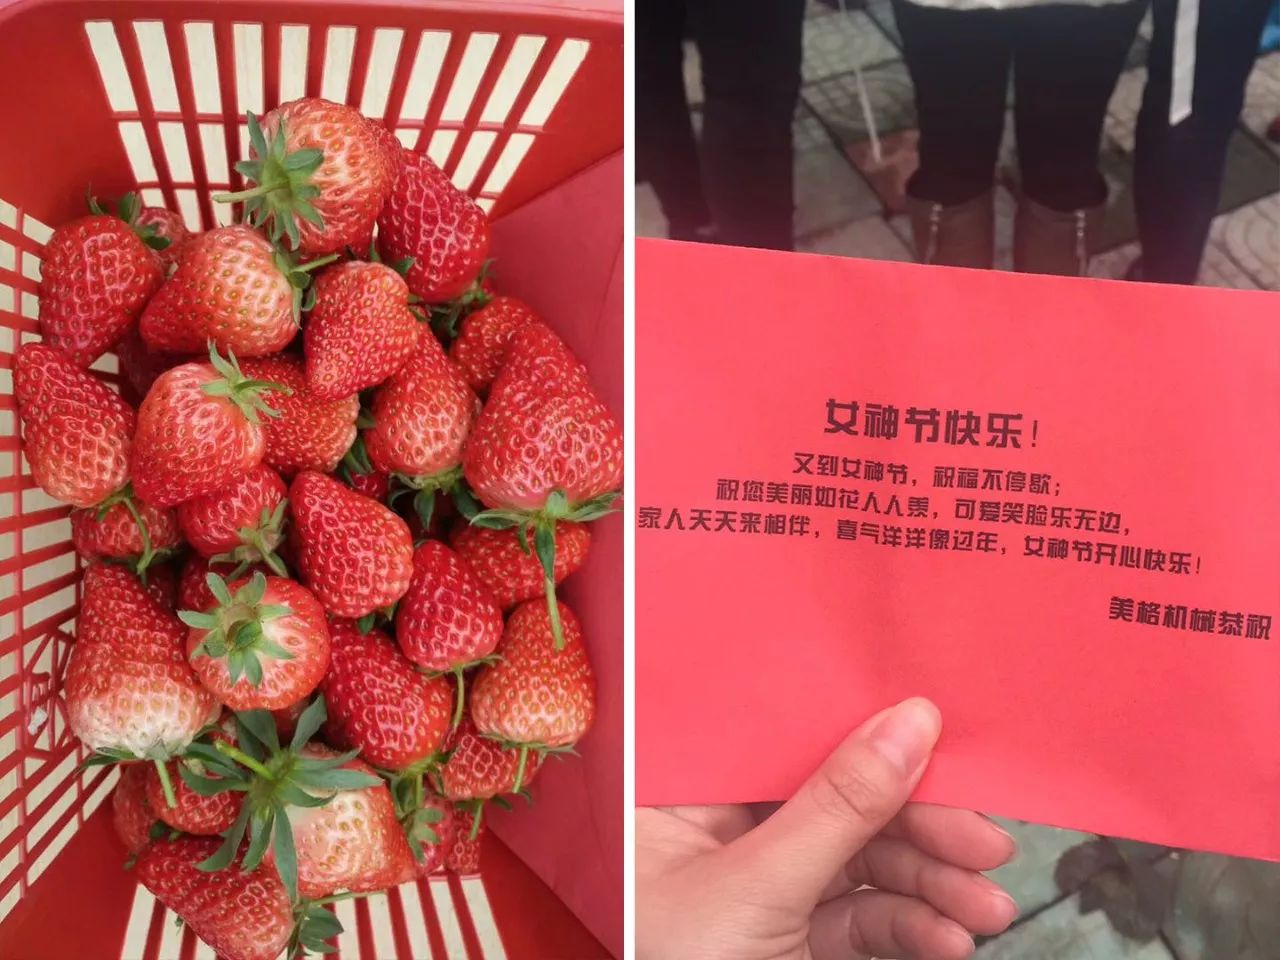 女神节快乐！
又到女神节，祝福不停歇；
祝您美丽如花人人羡，可爱笑脸乐无边，
家人天天来相伴，喜气洋洋像过年，女神节开心快乐！
美格机械恭祝